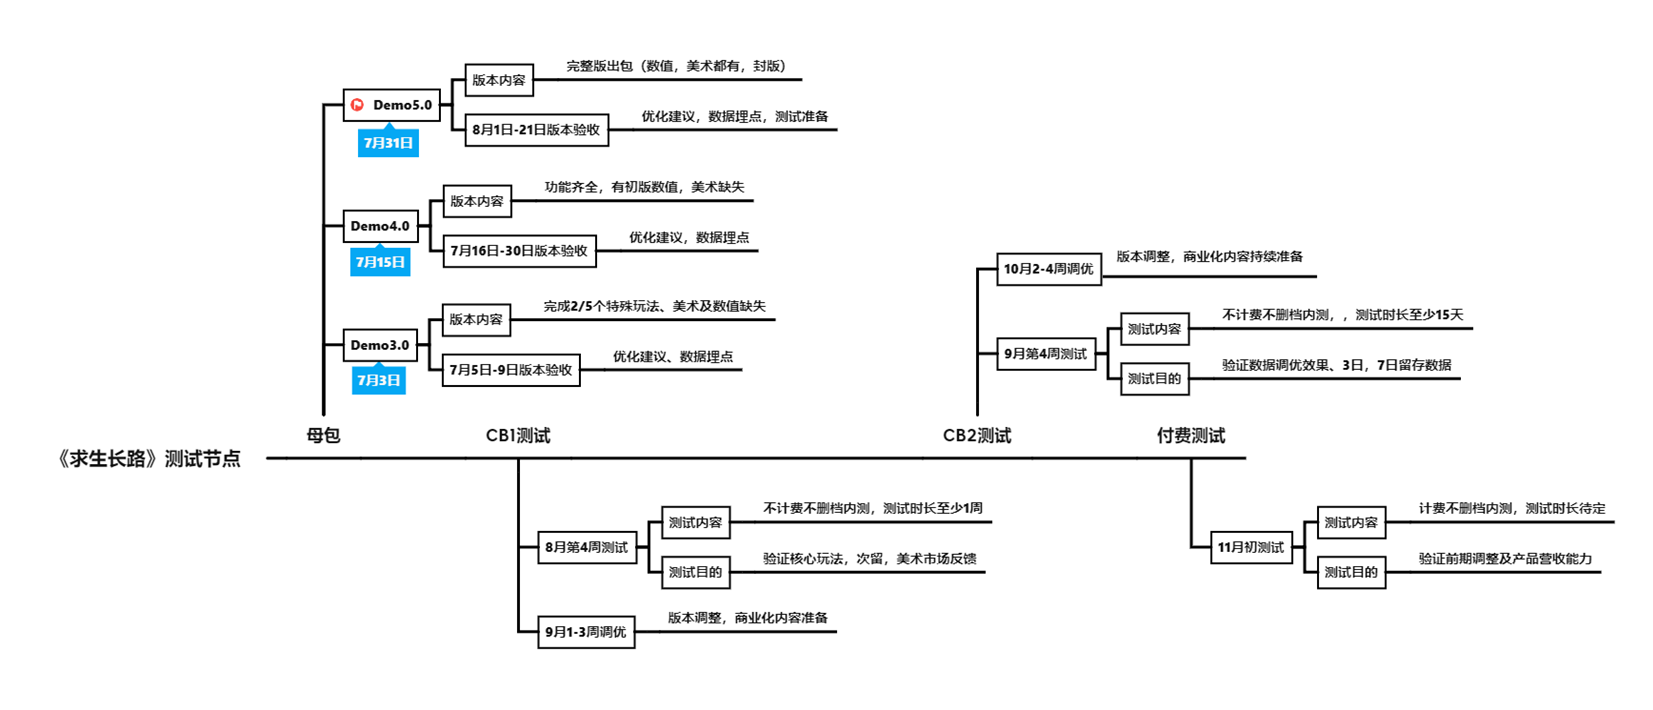 版本内容
完整版出包（数值，美术都有，封版）
Demo5.0
7月31日
8月1日-21日版本验收
优化建议，数据埋点，测试准备
版本内容
功能齐全，有初版数值，美术缺失
Demo4.0
7月15日
7月16日-30日版本验收
优化建议，数据埋点
版本内容
完成2/5个特殊玩法、美术及数值缺失
Demo3.0
7月3日
7月5日-9日版本验收
优化建议、数据埋点
10月2-4周调优
版本调整，商业化内容持续准备
9月第4周测试
测试内容
不计费不删档内测，，测试时长至少15天
测试目的
验证数据调优效果、3日，7日留存数据
母包
CB1测试
CB2测试
付费测试
《求生长路》测试节点
8月第4周测试
测试内容
不计费不删档内测，测试时长至少1周
测试目的
验证核心玩法，次留，美术市场反馈
9月1-3周调优
版本调整，商业化内容准备
11月初测试
测试内容
计费不删档内测，测试时长待定
测试目的
验证前期调整及产品营收能力